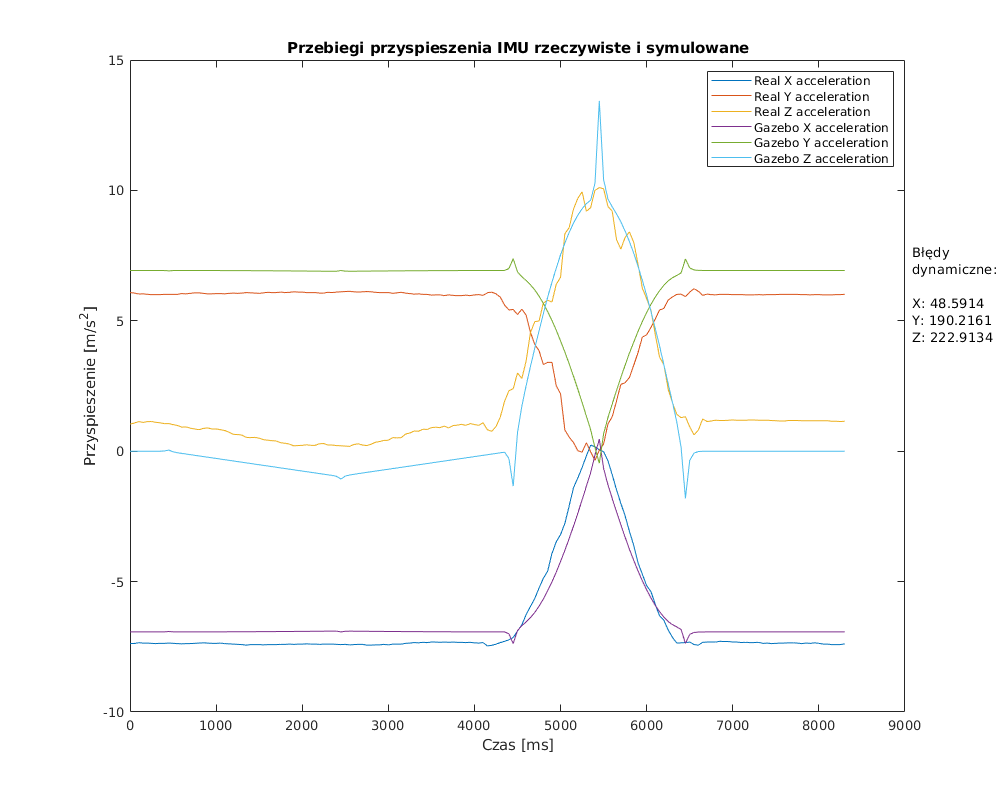 Przebiegi przyspieszenia IMU rzeczywiste i symulowane
15
10
5
0
-5
-10
Przyspieszenie [m/s²]
0 1000 2000 3000 4000 5000 6000 7000 8000 9000
Czas [ms]
Real X acceleration
Real Y acceleration
Real Z acceleration
Gazebo X acceleration
Gazebo Y acceleration
Gazebo Z acceleration
Błędy
dynamiczne:
X: 48.5914
Y: 190.2161
Z: 222.9134